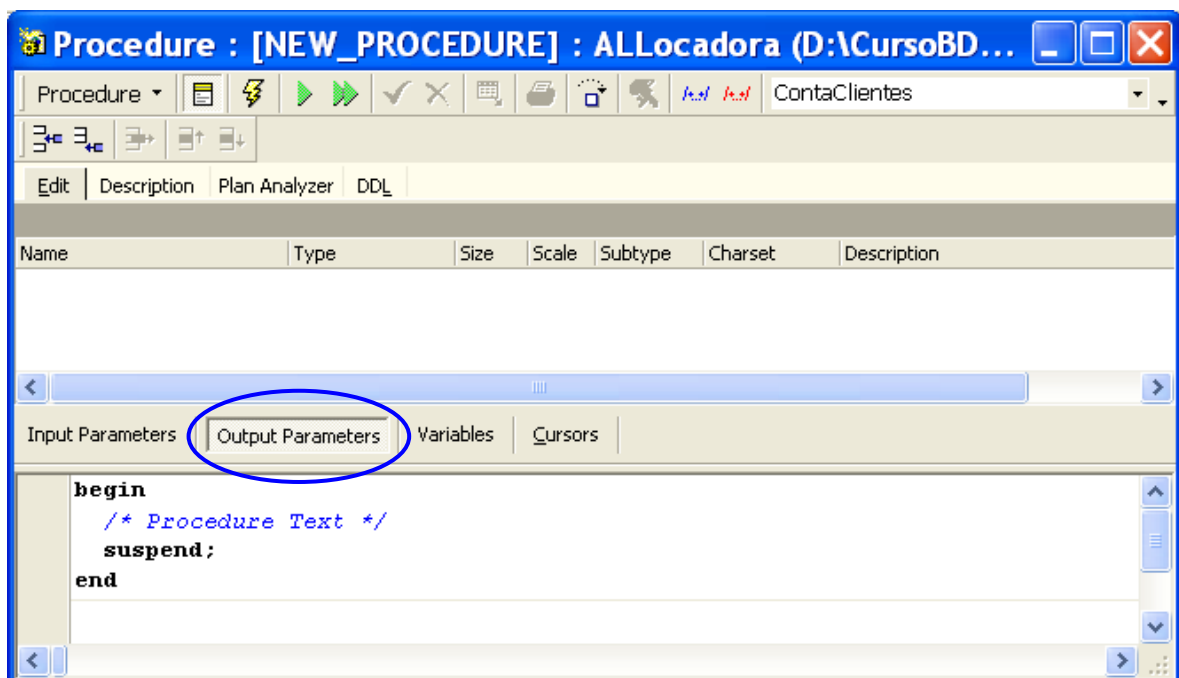 Procedure : [NEW_PROCEDURE] : ALLocadora (D:\CursoBD...
Procedure ContaClientes
Edit Description Plan Analyzer DDL
Name Type Size Scale Subtype Charset Description
Input Parameters Output Parameters Variables Cursors
begin
/* Procedure Text */
suspend;
end